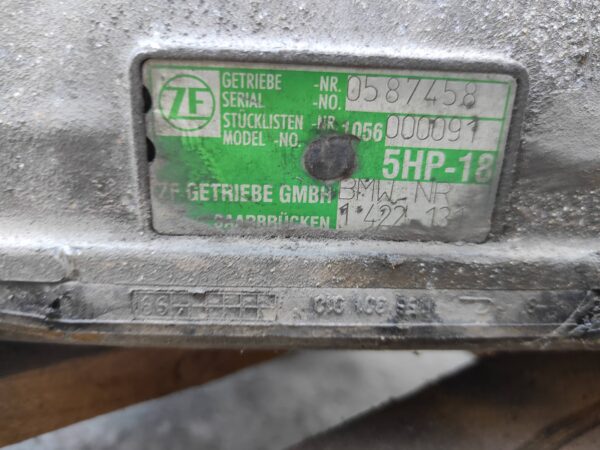 ZF
GETRIEBE -NR. 0587458
SERIAL -NO.
STÜCKLISTEN -NR. 1056 000091
MODEL -NO.
5HP-18
ZF GETRIEBE GMBH BMW-NR
SAARBRÜCKEN 1 422 13